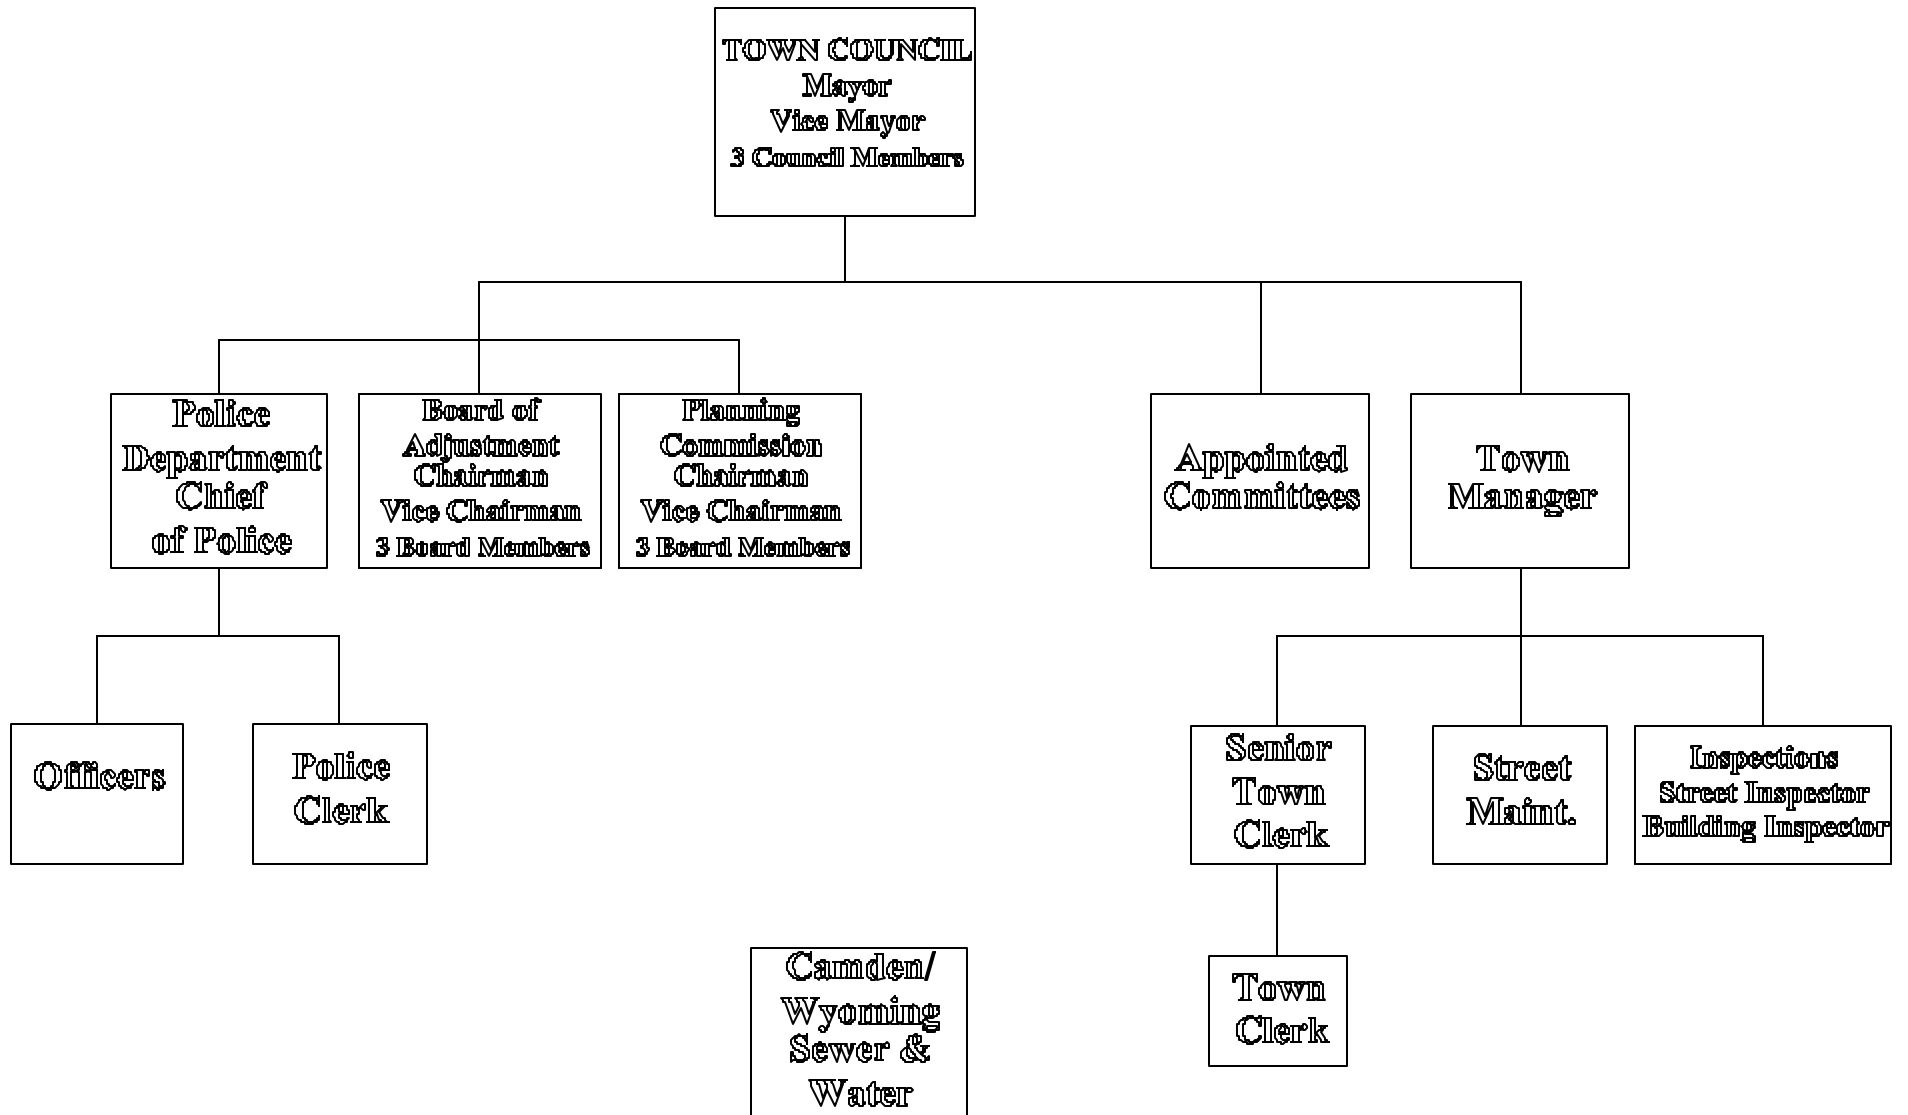 TOWN COUNCIL
Mayor
Vice Mayor
3 Council Members
Police
Department
Chief
of Police
Board of
Adjustment
Chairman
Vice Chairman
3 Board Members
Planning
Commission
Chairman
Vice Chairman
3 Board Members
Appointed
Committees
Town
Manager
Officers
Police
Clerk
Senior
Town
Clerk
Street
Maint.
Inspections
Street Inspector
Building Inspector
Camden/
Wyoming
Sewer &
Water
Town
Clerk